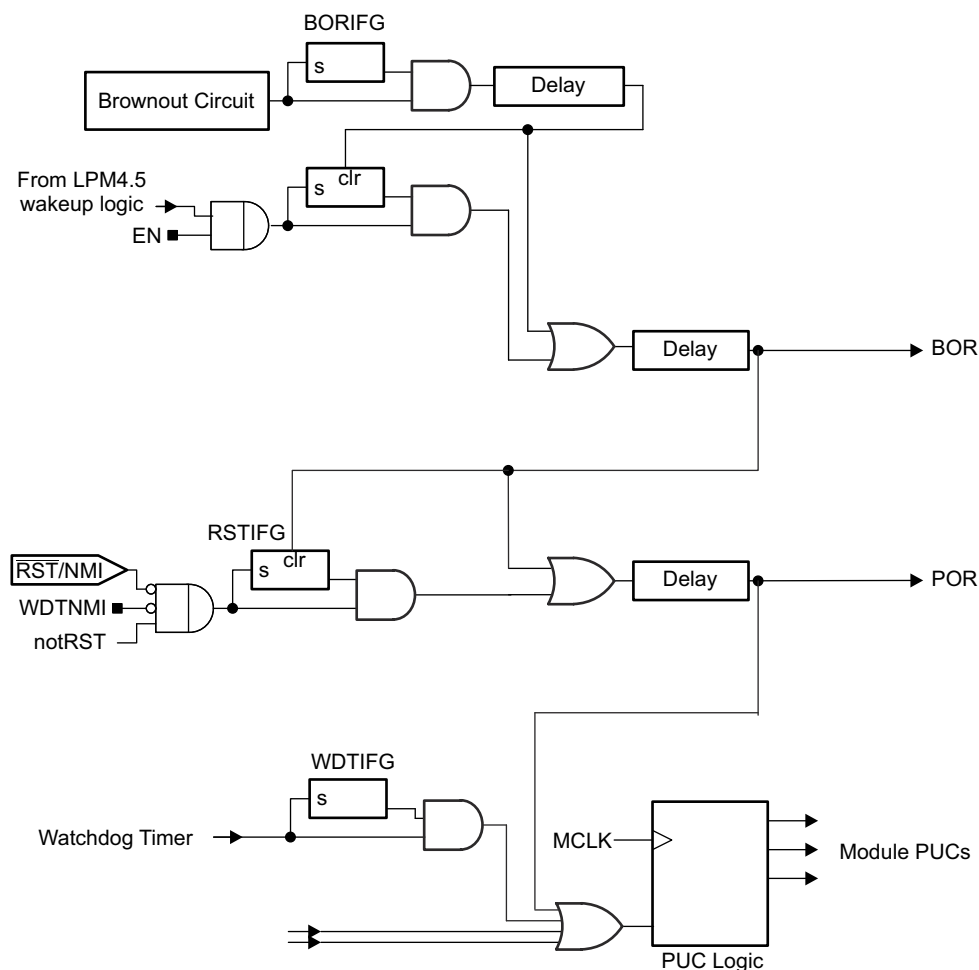 BORIFG
s
Brownout Circuit
Delay
From LPM4.5
wakeup logic
s
clr
EN
Delay
BOR
RSTIFG
s
clr
RST/NMI
WDTNMI
notRST
Delay
POR
WDTIFG
s
Watchdog Timer
MCLK
Module PUCs
PUC Logic